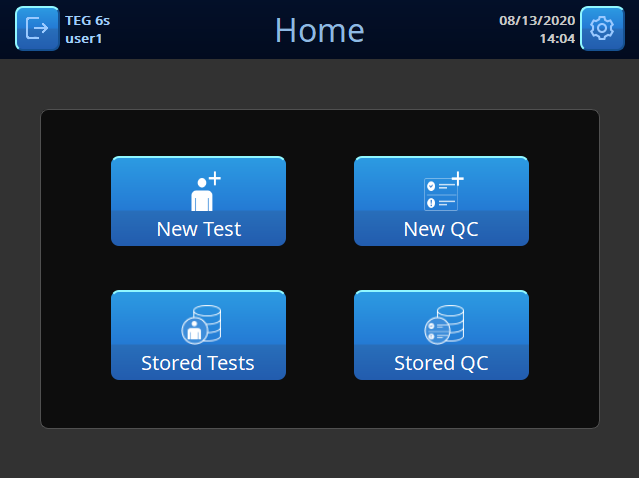 TEG 6s
user1
Home
08/13/2020
14:04
New Test
New QC
Stored Tests
Stored QC